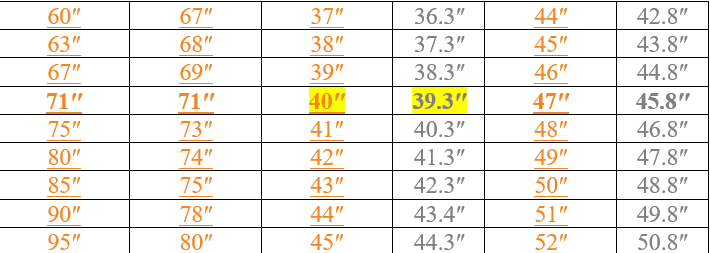 60″ 67″ 37″ 36.3″ 44″ 42.8″
63″ 68″ 38″ 37.3″ 45″ 43.8″
67″ 69″ 39″ 38.3″ 46″ 44.8″
71″ 71″ 40″ 39.3″ 47″ 45.8″
75″ 73″ 41″ 40.3″ 48″ 46.8″
80″ 74″ 42″ 41.3″ 49″ 47.8″
85″ 75″ 43″ 42.3″ 50″ 48.8″
90″ 78″ 44″ 43.4″ 51″ 49.8″
95″ 80″ 45″ 44.3″ 52″ 50.8″